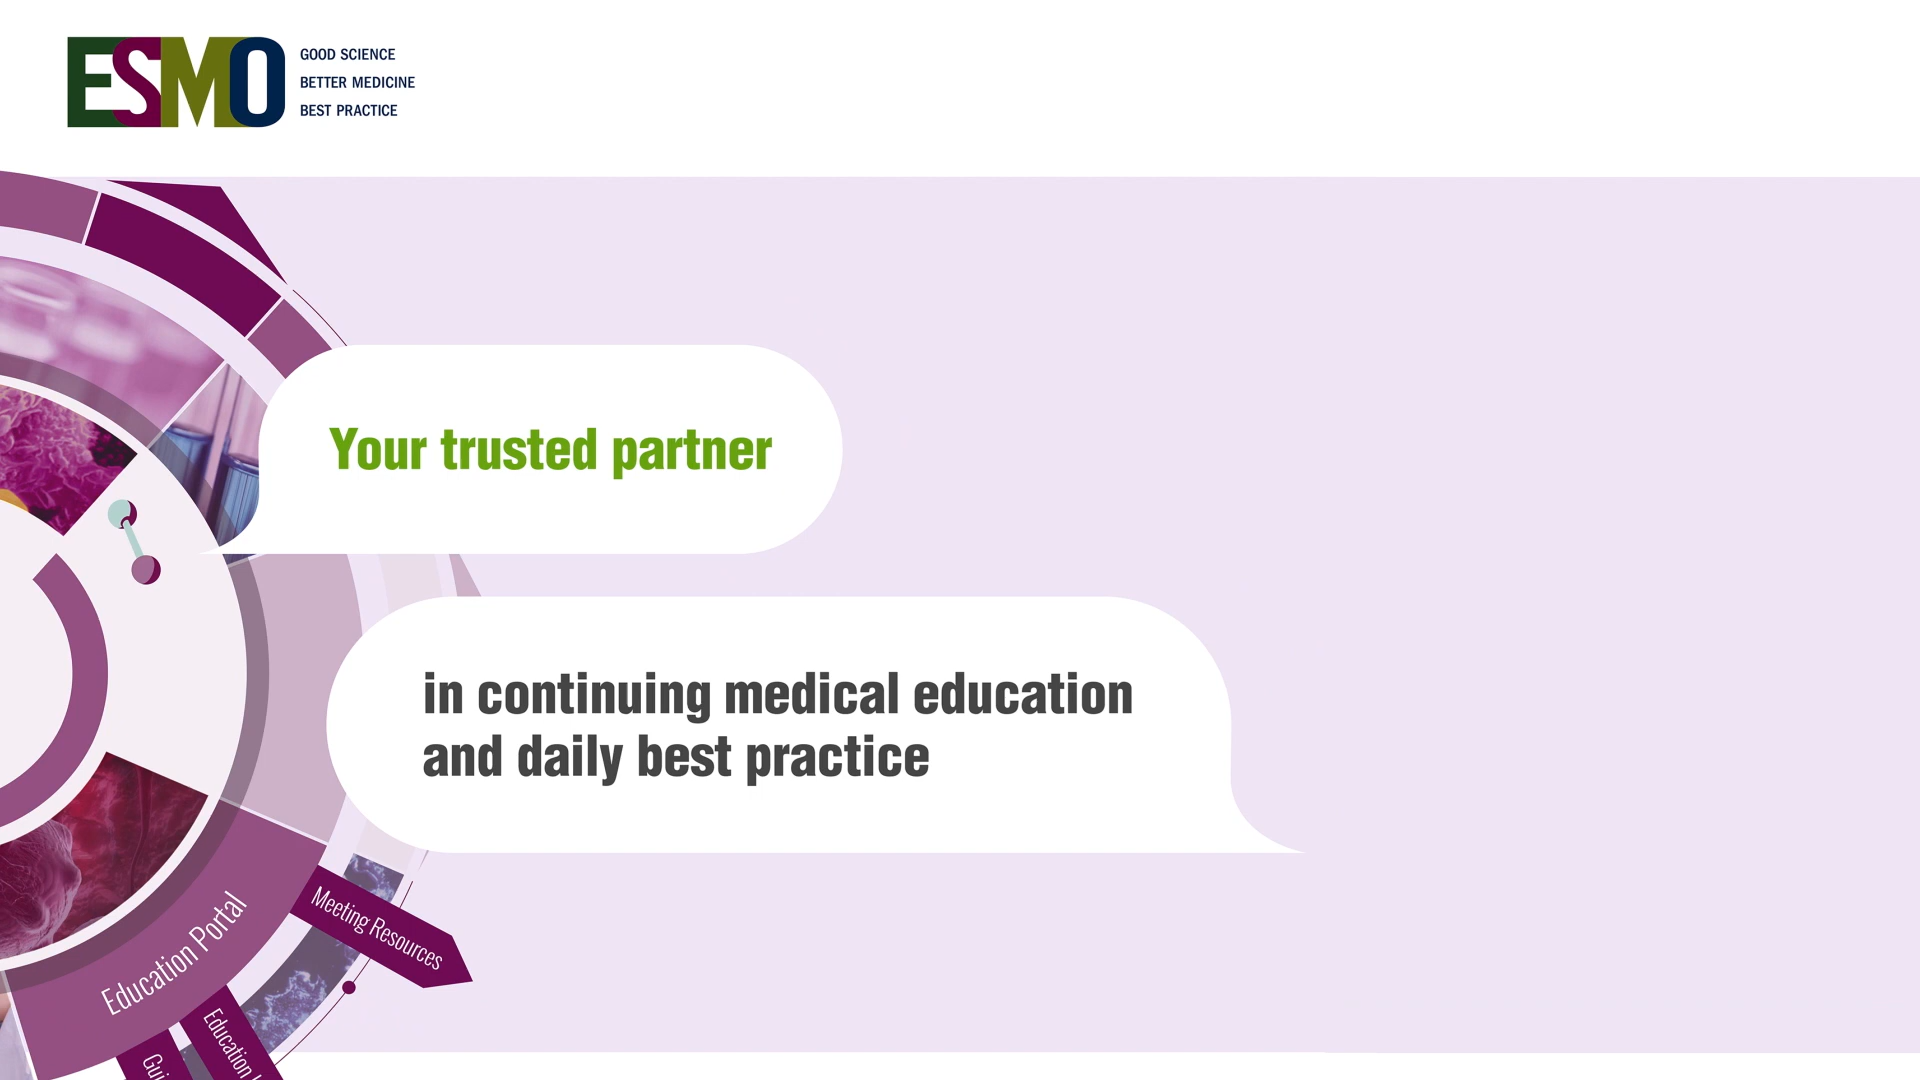 ESMO
GOOD SCIENCE
BETTER MEDICINE
BEST PRACTICE
Your trusted partner
in continuing medical education
and daily best practice
Meeting Resources
Education Portal
Education